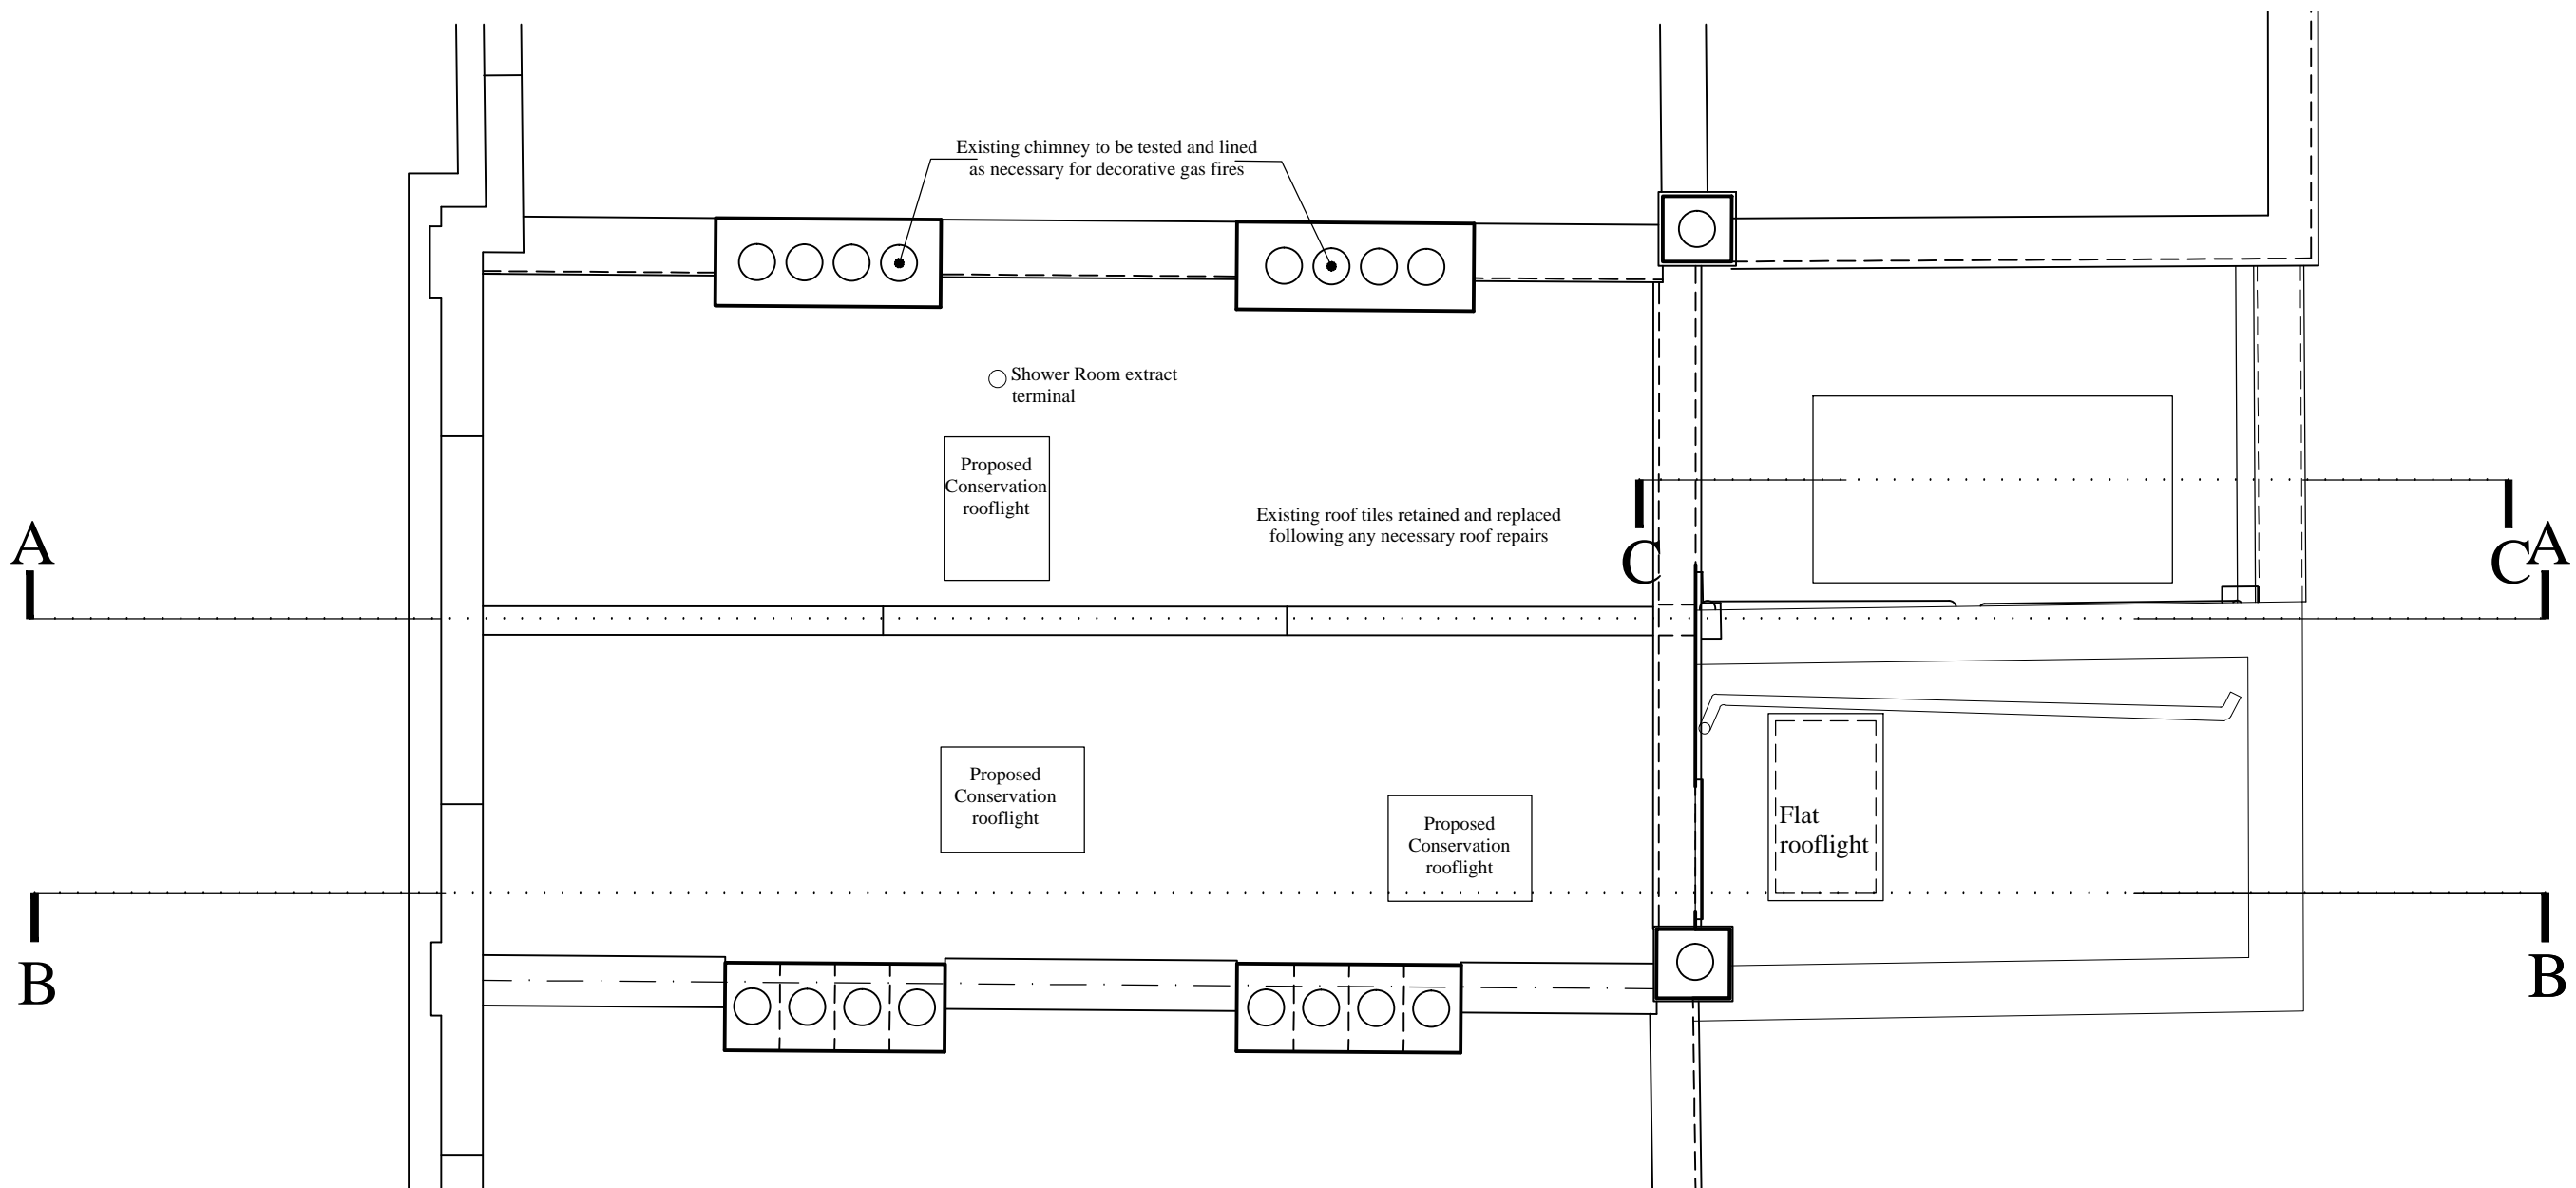 Existing chimney to be tested and lined
as necessary for decorative gas fires
Shower Room extract
terminal
Proposed
Conservation
rooflight
Existing roof tiles retained and replaced
following any necessary roof repairs
A
C
C
A
Proposed
Conservation
rooflight
Proposed
Conservation
rooflight
Flat
rooflight
B
B